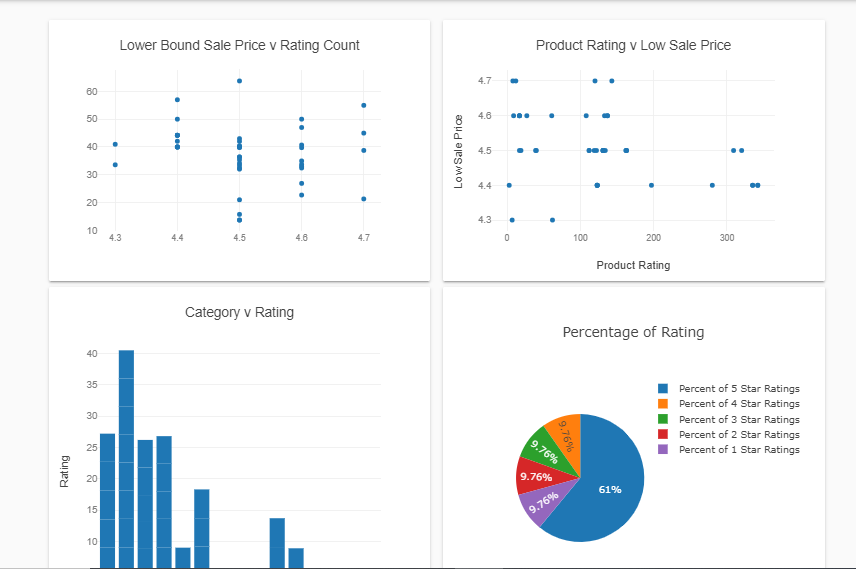 Lower Bound Sale Price v Rating Count
60
50
40
30
20
10
4.3 4.4 4.5 4.6 4.7
Product Rating v Low Sale Price
Low Sale Price
4.7
4.6
4.5
4.4
4.3
0 100 200 300
Product Rating
Category v Rating
Rating
40
35
30
25
20
15
10
Percentage of Rating
Percent of 5 Star Ratings
Percent of 4 Star Ratings
Percent of 3 Star Ratings
Percent of 2 Star Ratings
Percent of 1 Star Ratings
9.76%
9.76%
9.76%
9.76%
61%